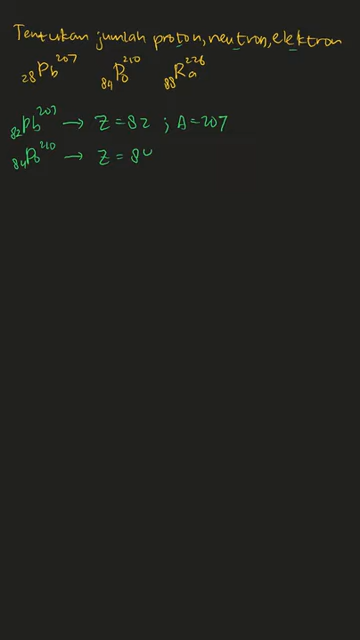 Tentukan jumlah proton, neutron, elektron
₂₈Pb²⁰⁷ ₈₄Po²¹⁰ ₈₈Ra²²⁶
₈₂Pb²⁰⁷ → Z = 82 ; A = 207
₈₄Po²¹⁰ → Z = 84